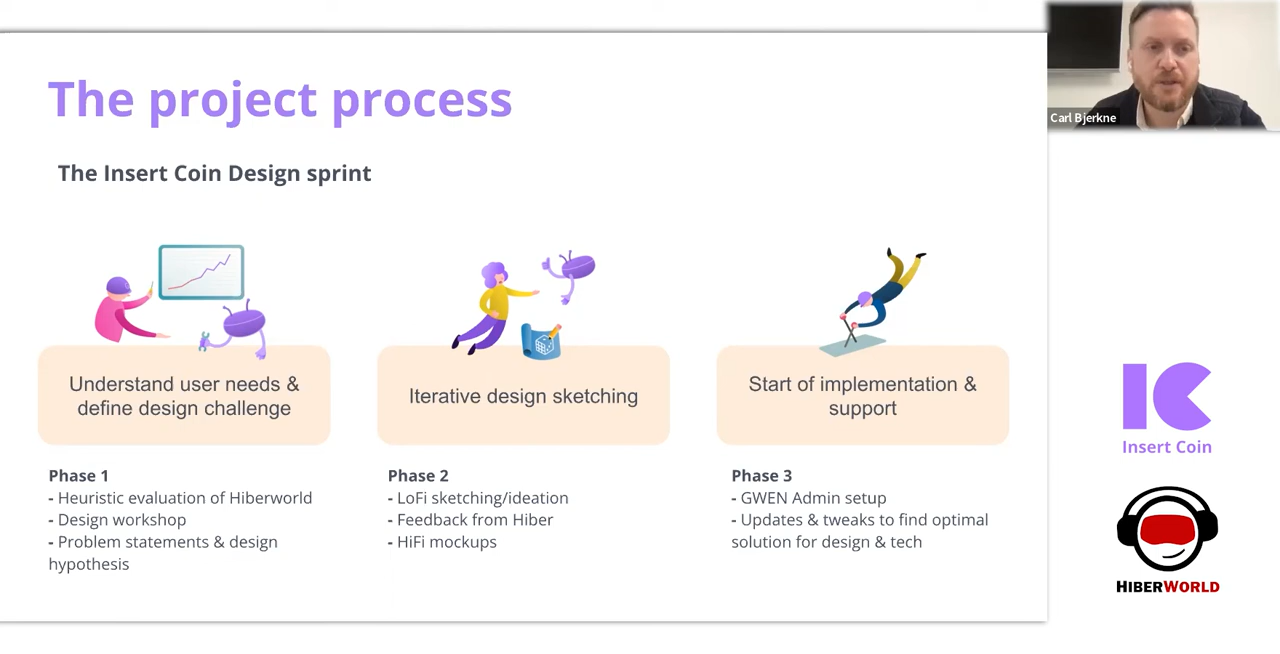 The project process
Carl Bjerkne
The Insert Coin Design sprint
Understand user needs &
define design challenge
Iterative design sketching
Start of implementation &
support
Phase 1
- Heuristic evaluation of Hiberworld
- Design workshop
- Problem statements & design
hypothesis
Phase 2
- LoFi sketching/ideation
- Feedback from Hiber
- HiFi mockups
Phase 3
- GWEN Admin setup
- Updates & tweaks to find optimal
solution for design & tech
IC
Insert Coin
HIBERWORLD